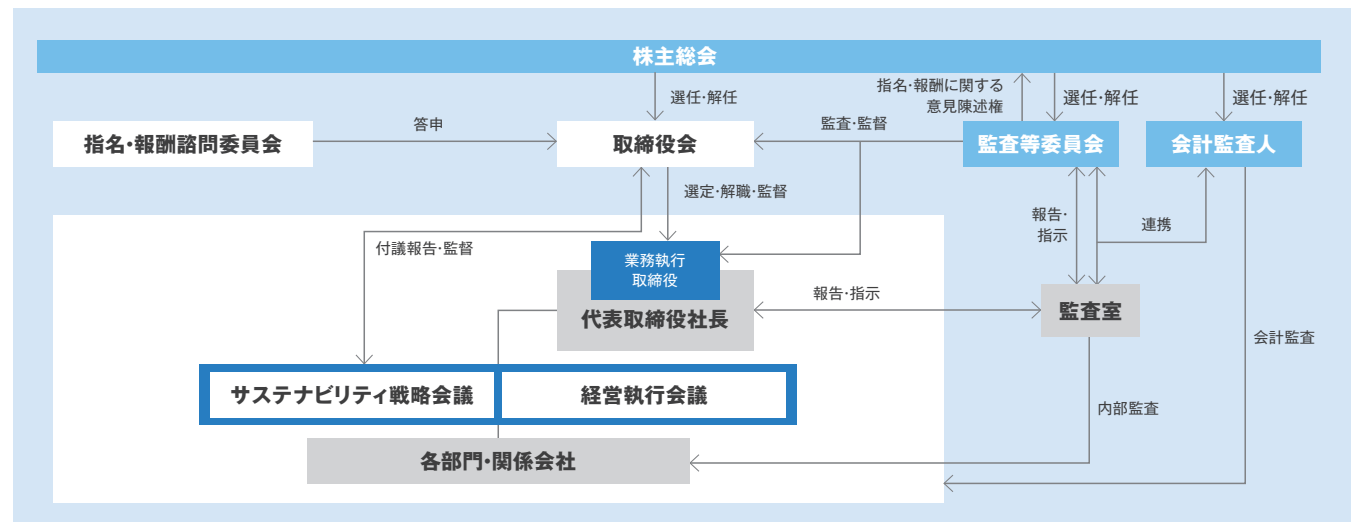 株主総会
選任・解任
指名・報酬に関する
意見陳述権
選任・解任
選任・解任
指名・報酬諮問委員会
答申
取締役会
監査・監督
監査等委員会
会計監査人
選定・解職・監督
報告・
指示
連携
付議報告・監督
業務執行
取締役
代表取締役社長
報告・指示
監査室
会計監査
サステナビリティ戦略会議
経営執行会議
内部監査
各部門・関係会社